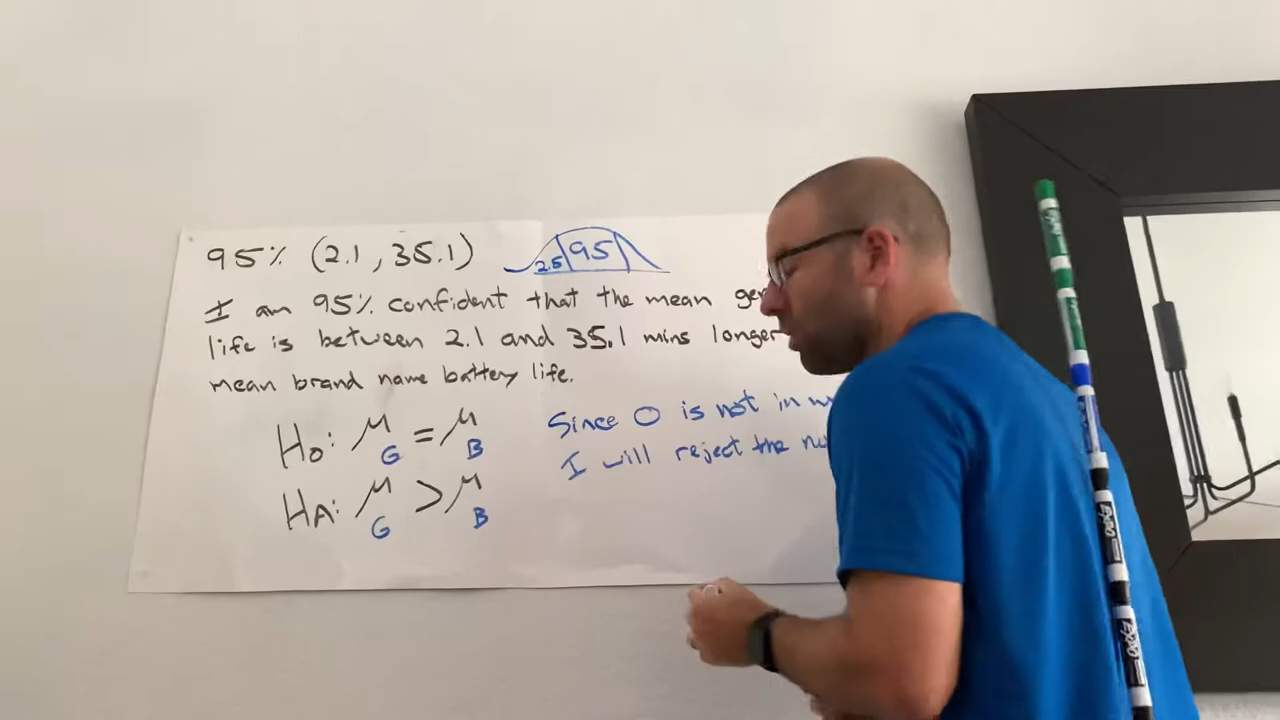 95% (2.1, 35.1)
2.5 95
I am 95% confident that the mean
life is between 2.1 and 35.1 mins longer
mean brand name battery life.
H0: μG = μB
HA: μG > μB
Since 0 is not in
I will reject the
EXPO
EXPO